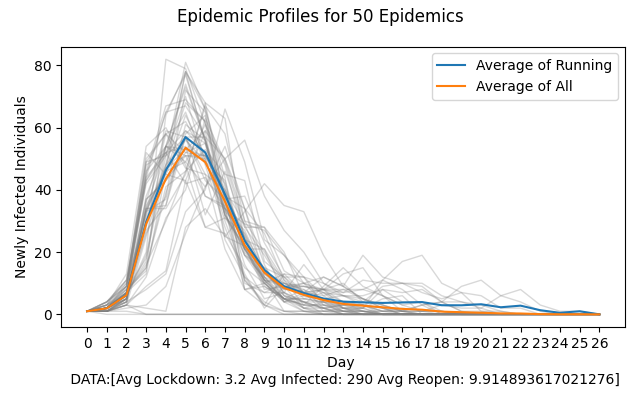 Epidemic Profiles for 50 Epidemics
Newly Infected Individuals
80
60
40
20
0
Average of Running
Average of All
0 1 2 3 4 5 6 7 8 9 10 11 12 13 14 15 16 17 18 19 20 21 22 23 24 25 26
Day
DATA:[Avg Lockdown: 3.2 Avg Infected: 290 Avg Reopen: 9.914893617021276]